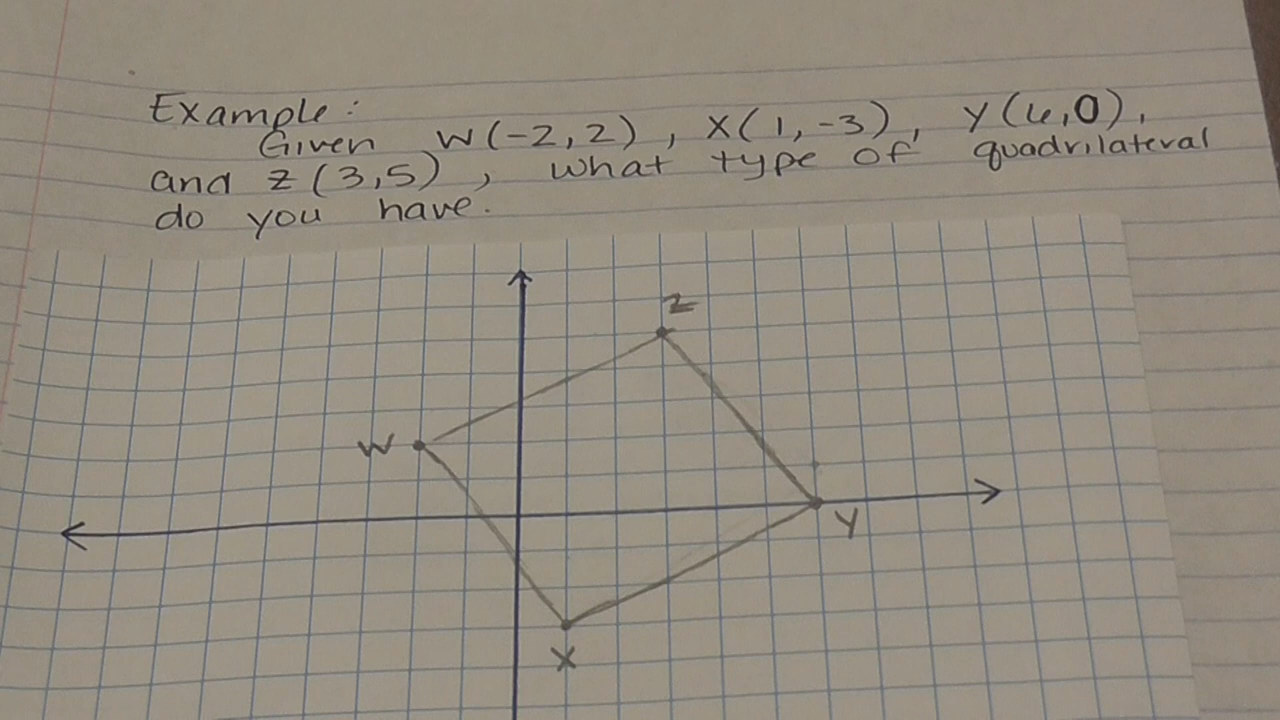 Example:
Given W(-2,2), X(1,-3), Y(6,0),
and Z(3,5), what type of quadrilateral
do you have.
Z
W
Y
X